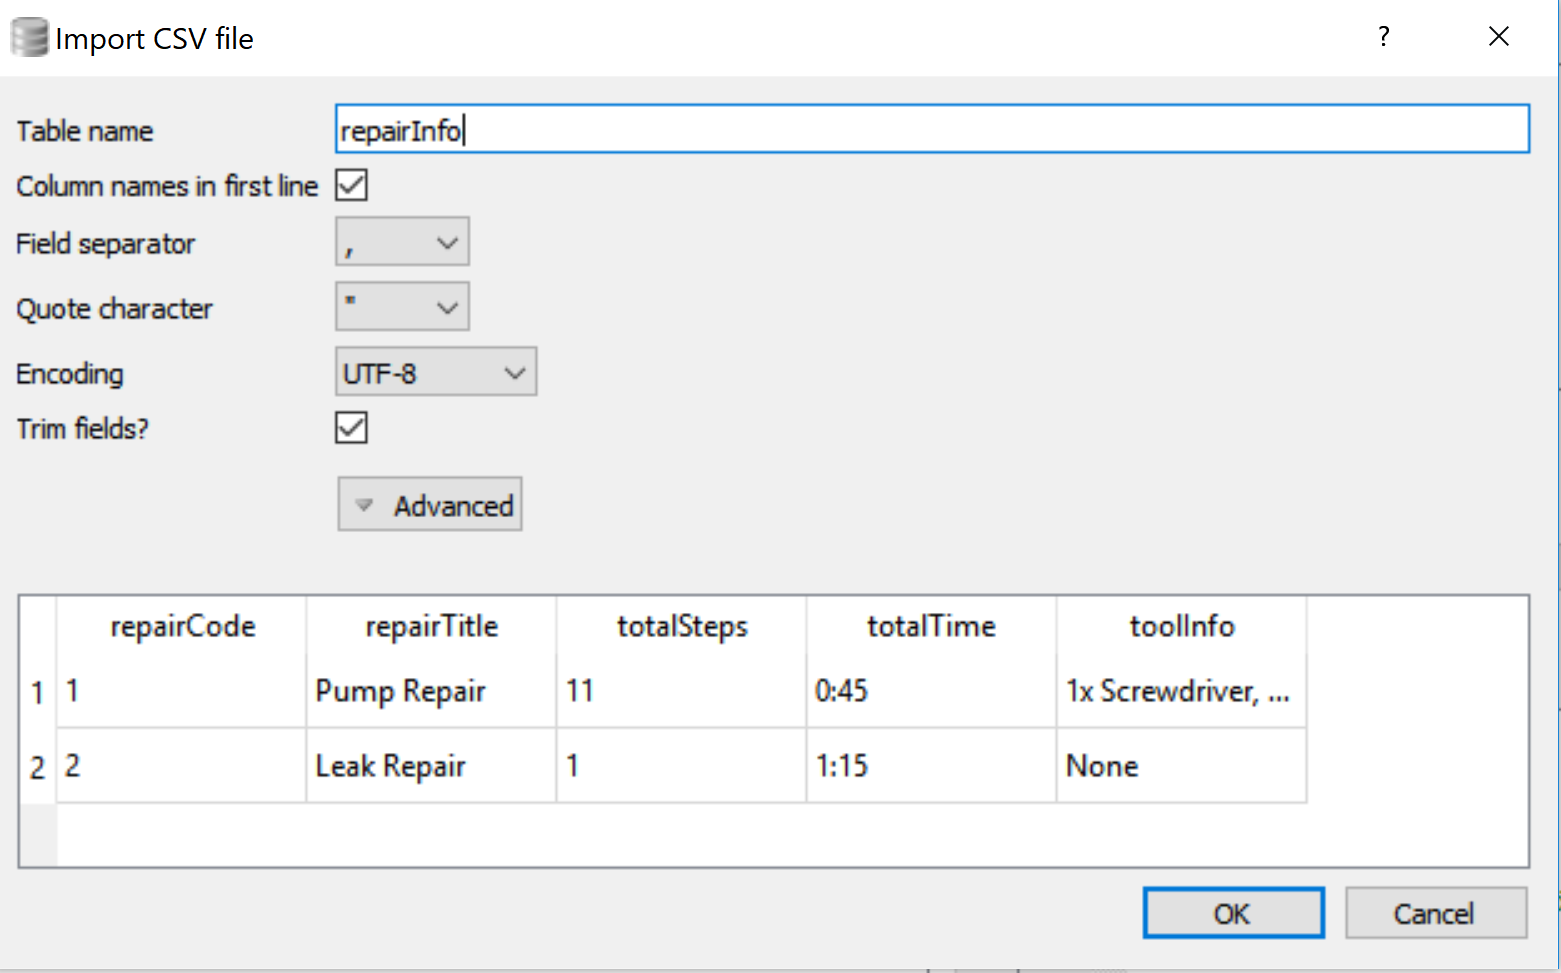 Import CSV file ?
Table name repairInfo
Column names in first line
Field separator ,
Quote character "
Encoding UTF-8
Trim fields?
Advanced
repairCode repairTitle totalSteps totalTime toolInfo
1 1 Pump Repair 11 0:45 1x Screwdriver, ...
2 2 Leak Repair 1 1:15 None
OK Cancel